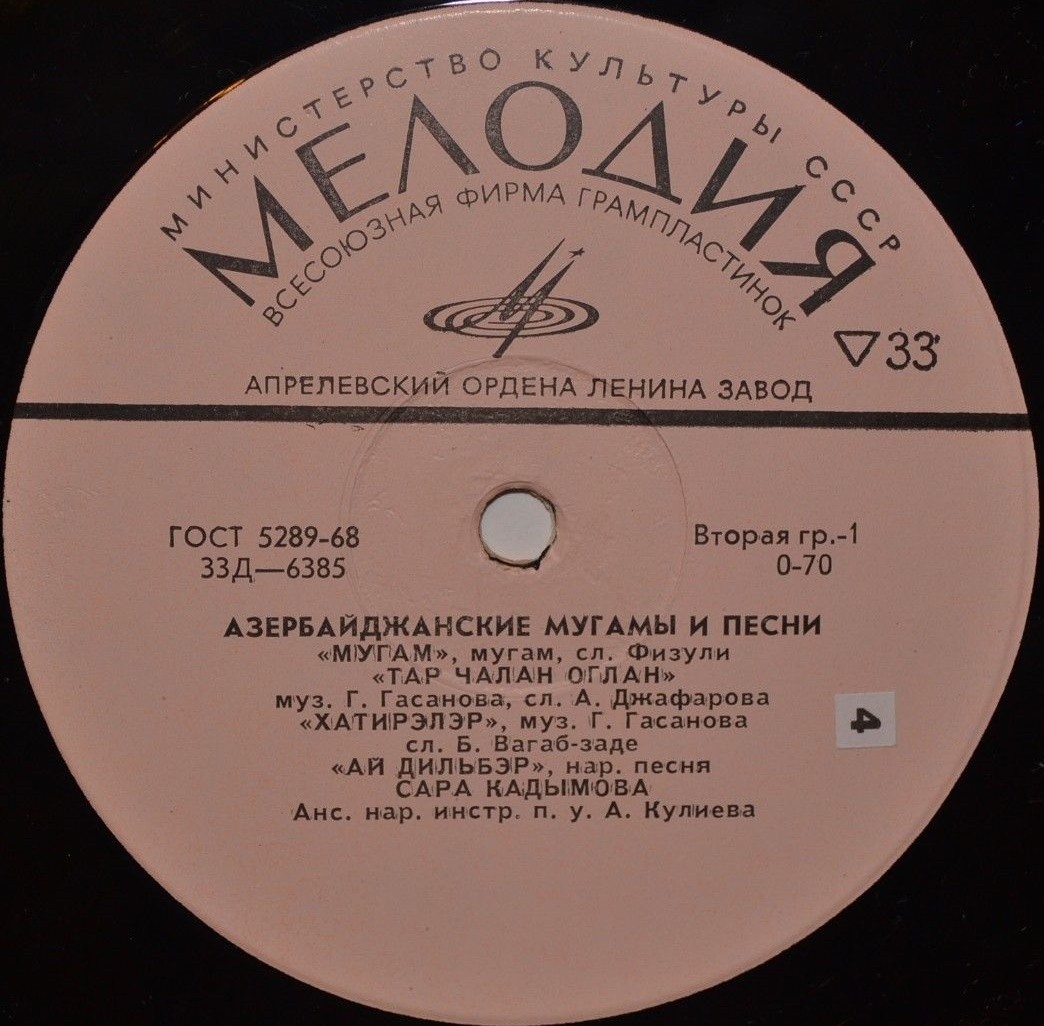 МИНИСТЕРСТВО КУЛЬТУРЫ СССР
МЕЛОДИЯ
ВСЕСОЮЗНАЯ ФИРМА ГРАМПЛАСТИНОК
33
АПРЕЛЕВСКИЙ ОРДЕНА ЛЕНИНА ЗАВОД
ГОСТ 5289-68
33Д—6385
Вторая гр.-1
0-70
АЗЕРБАЙДЖАНСКИЕ МУГАМЫ И ПЕСНИ
«МУГАМ», мугам, сл. Физули
«ТАР ЧАЛАН ОГЛАН»
муз. Г. Гасанова, сл. А. Джафарова
«ХАТИРЭЛЭР», муз. Г. Гасанова
сл. Б. Вагаб-заде
«АЙ ДИЛЬБЭР», нар. песня
САРА КАДЫМОВА
Анс. нар. инстр. п. у. А. Кулиева
4